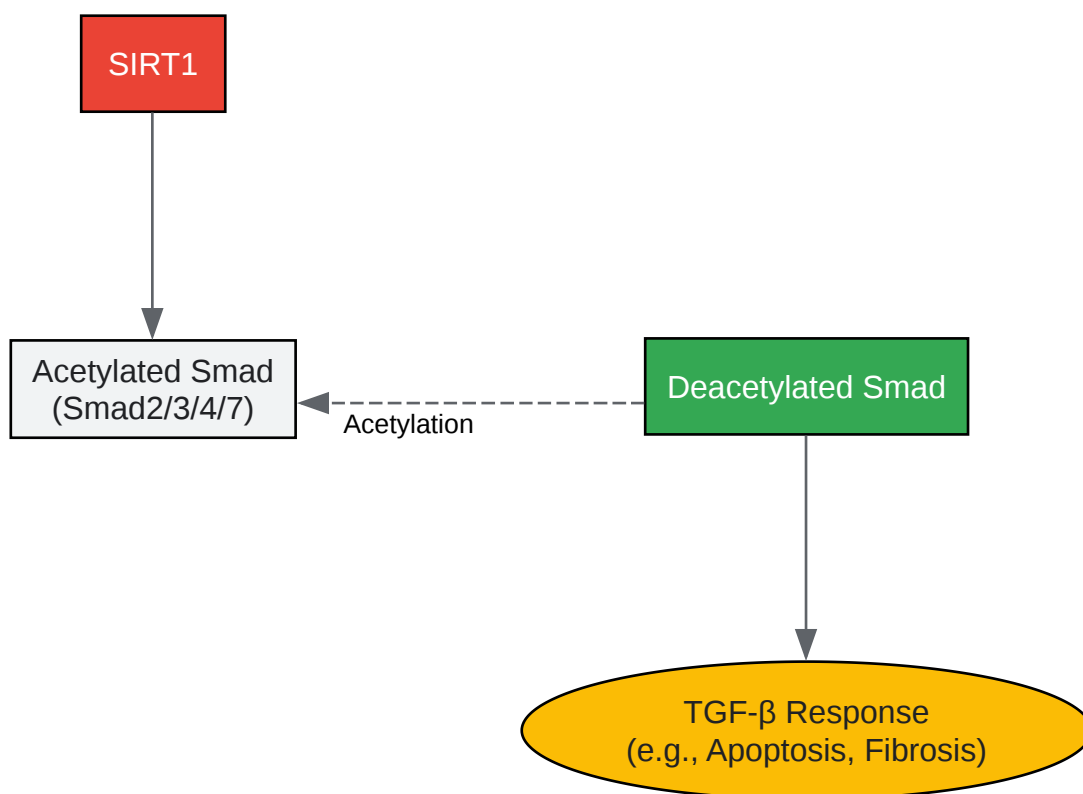 SIRT1
Acetylated Smad
(Smad2/3/4/7)
Acetylation
Deacetylated Smad
TGF-β Response
(e.g., Apoptosis, Fibrosis)